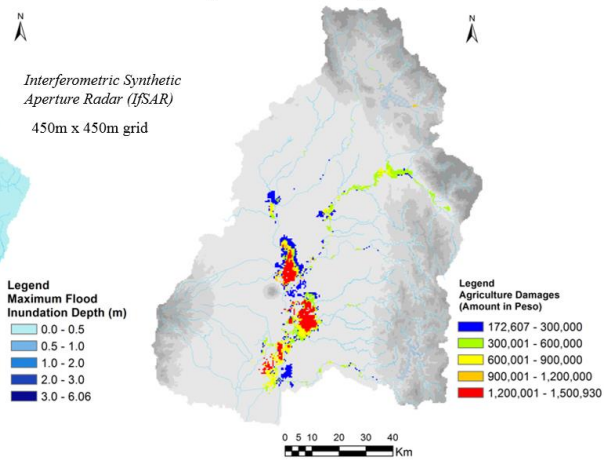 N
N
Interferometric Synthetic
Aperture Radar (IfSAR)
450m x 450m grid
Legend
Maximum Flood
Inundation Depth (m)
0.0 - 0.5
0.5 - 1.0
1.0 - 2.0
2.0 - 3.0
3.0 - 6.06
Legend
Agriculture Damages
(Amount in Peso)
172,607 - 300,000
300,001 - 600,000
600,001 - 900,000
900,001 - 1,200,000
1,200,001 - 1,500,930
0 5 10 20 30 40
Km